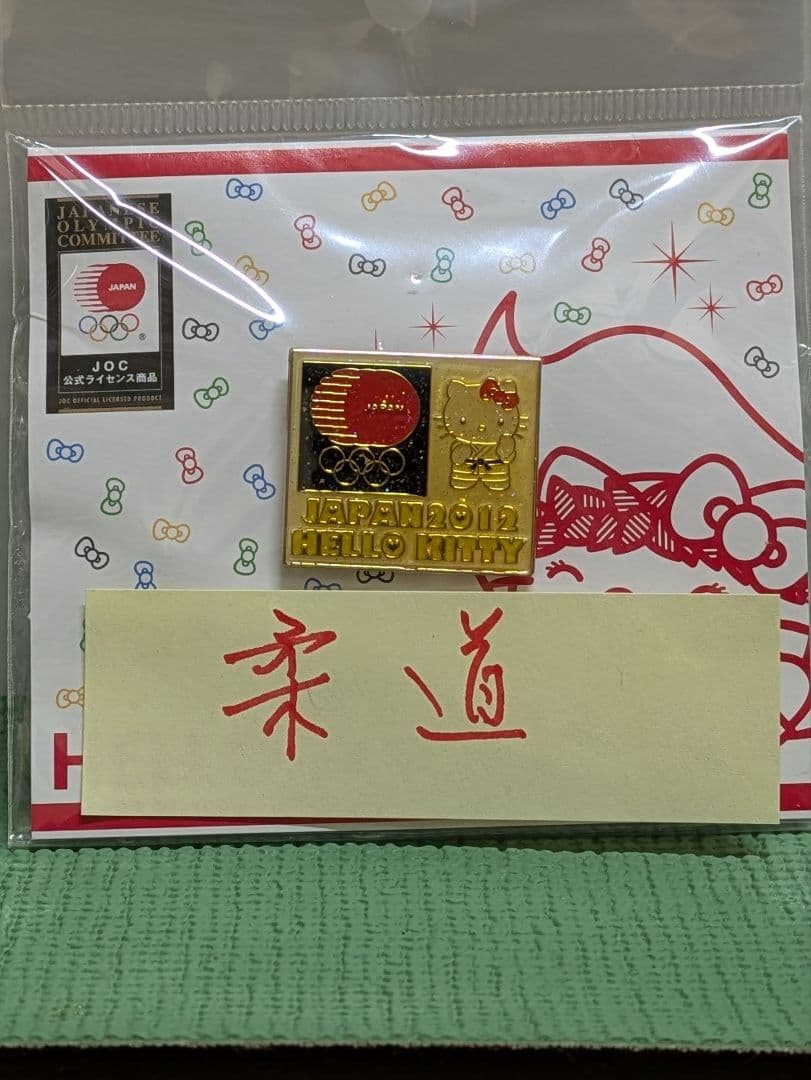 JAPANESE
OLYMPIC
COMMITTEE
JAPAN
®
JOC
公式ライセンス商品
JOC OFFICIAL LICENSED PRODUCT
JAPAN
JAPAN2012
HELLO KITTY
柔道
H